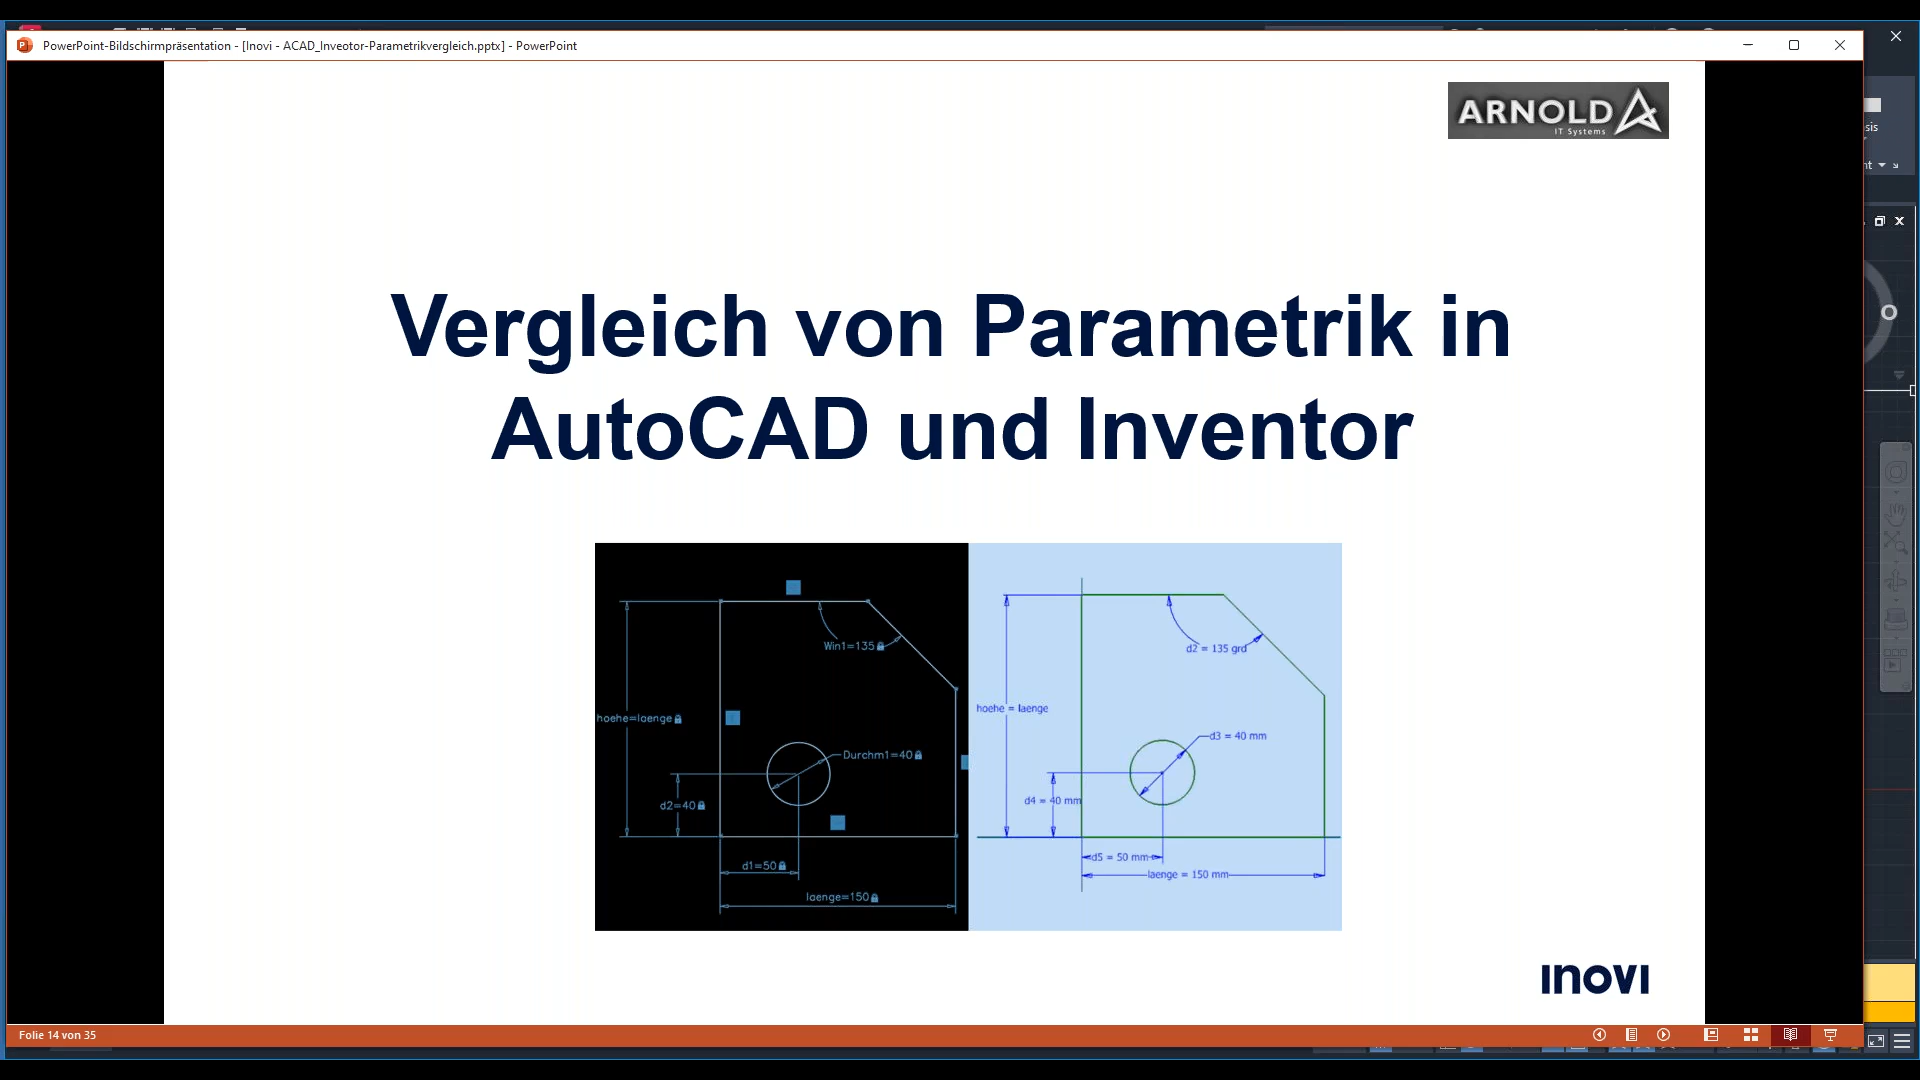 PowerPoint-Bildschirmpräsentation - [Inovi - ACAD_Inveotor-Parametrikvergleich.pptx] - PowerPoint
ARNOLD
IT Systems
sis
nt
O
Vergleich von Parametrik in
AutoCAD und Inventor
Win1=135
hoehe=laenge
Durchm1=40
d2=40
d1=50
laenge=150
d2 = 135 grd
hoehe = laenge
d3 = 40 mm
d4 = 40 mm
d5 = 50 mm
laenge = 150 mm
INOVI
Folie 14 von 35